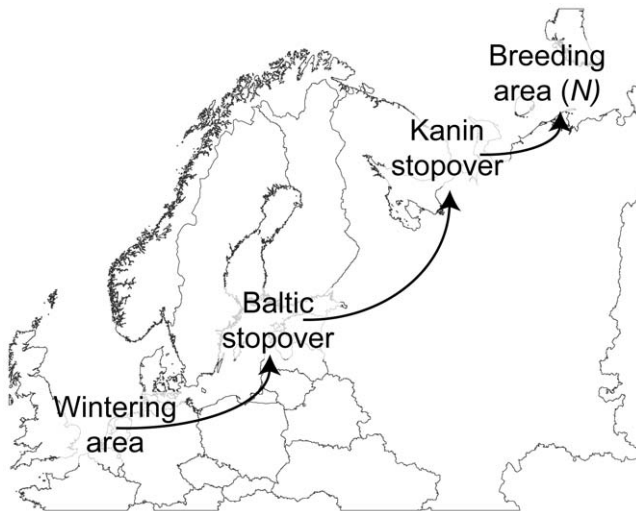 Breeding
area (N)
Kanin
stopover
Baltic
stopover
Wintering
area